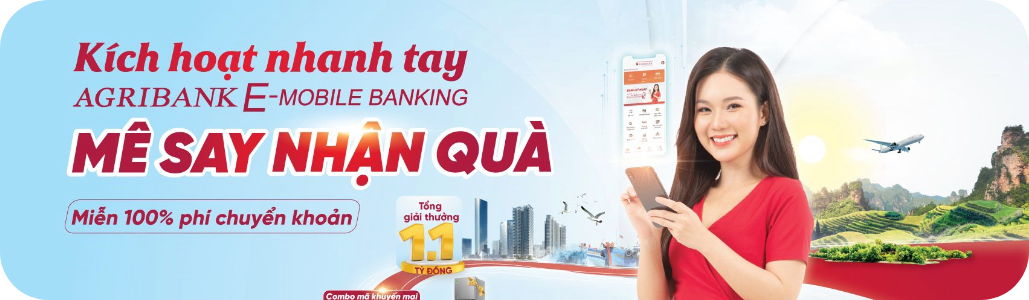 Kích hoạt nhanh tay
AGRIBANK E-MOBILE BANKING
MÊ SAY NHẬN QUÀ
Miễn 100% phí chuyển khoản
Tổng
giải thưởng
1.1
TỶ ĐỒNG
Combo mã khuyến mại